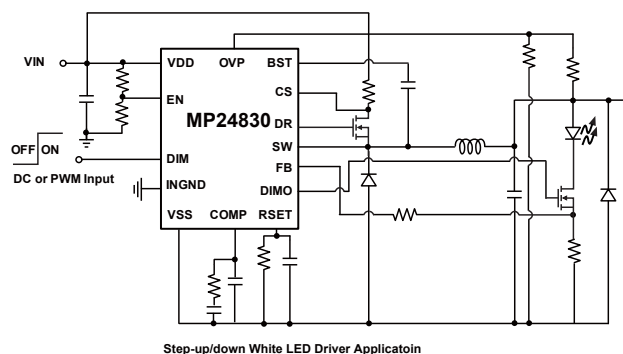 VIN
VDD
OVP
BST
CS
EN
MP24830
DR
OFF ON
SW
DIM
FB
DC or PWM Input
INGND
DIMO
VSS
COMP
RSET
Step-up/down White LED Driver Applicatoin